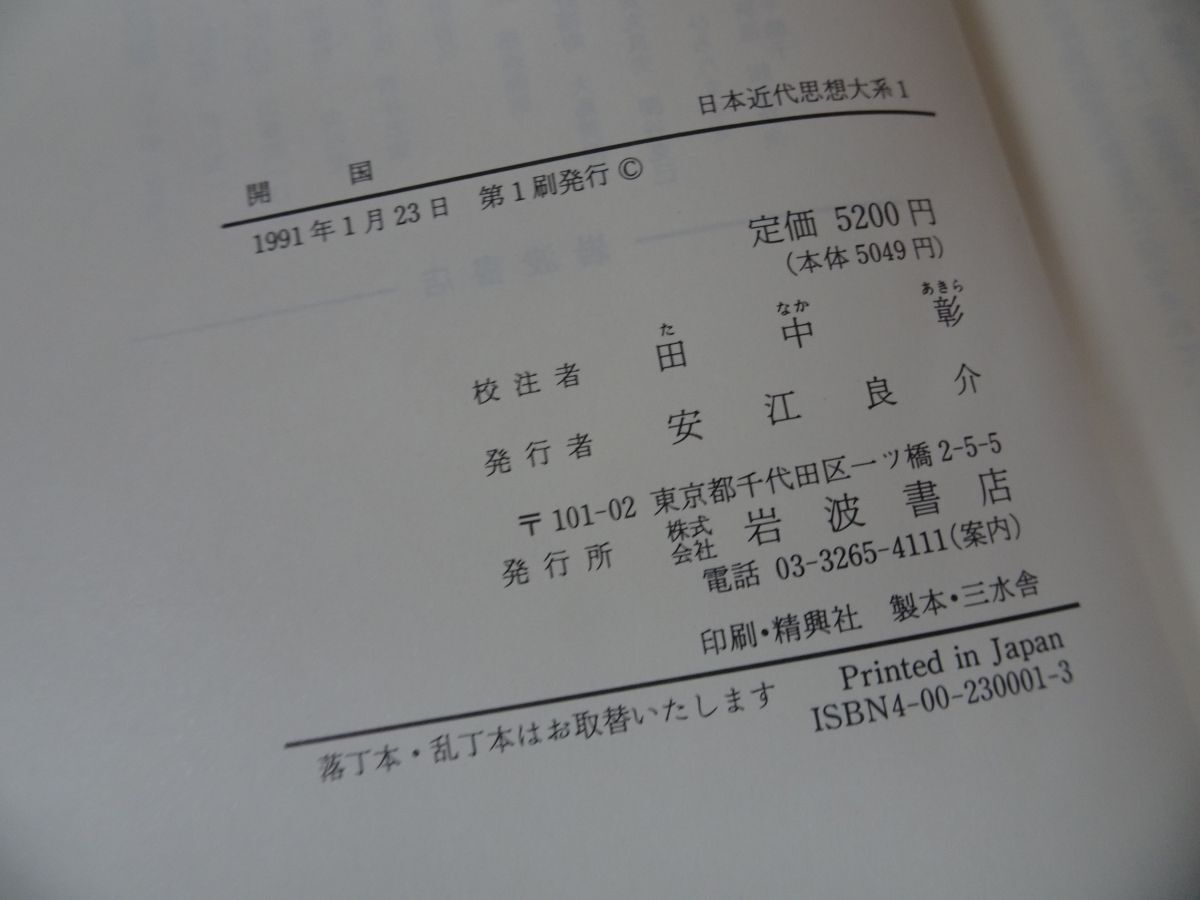 日本近代思想大系1
開 国
1991年1月23日 第1刷発行 ©
定価 5200円
(本体5049円)
た なか あきら
校注者 田中 彰
発行者 安江良介
〒101-02 東京都千代田区一ツ橋2-5-5
発行所 株式会社 岩波書店
電話 03-3265-4111(案内)
印刷・精興社 製本・三水舎
落丁本・乱丁本はお取替いたします
Printed in Japan
ISBN4-00-230001-3